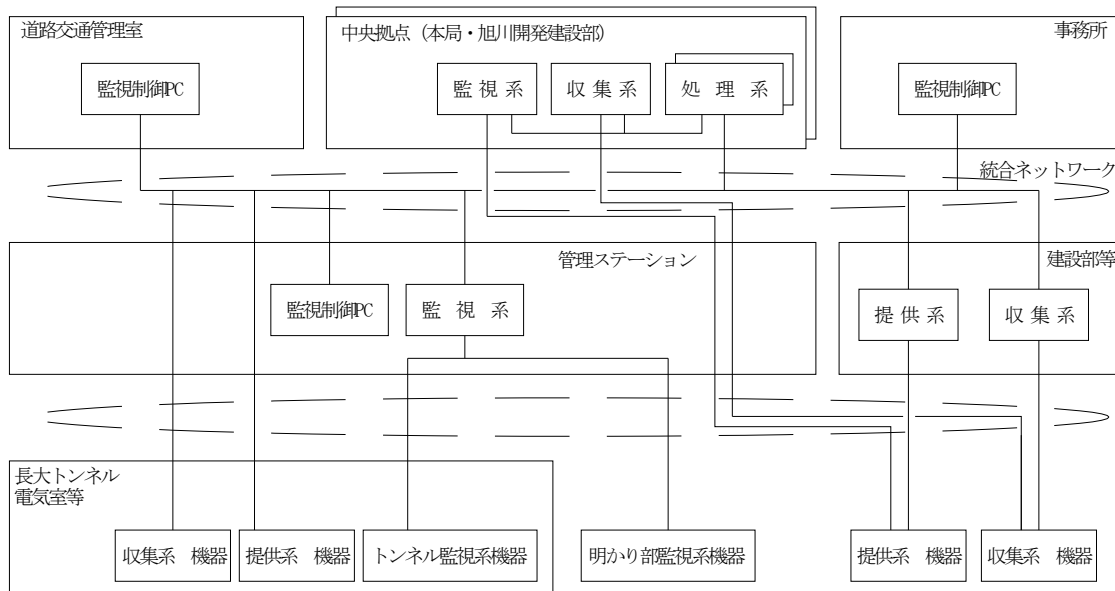 道路交通管理室
監視制御PC
中央拠点（本局・旭川開発建設部）
監視系
収集系
処理系
事務所
監視制御PC
統合ネットワーク
管理ステーション
監視制御PC
監視系
建設部等
提供系
収集系
長大トンネル
電気室等
収集系 機器
提供系 機器
トンネル監視系機器
明かり部監視系機器
提供系 機器
収集系 機器